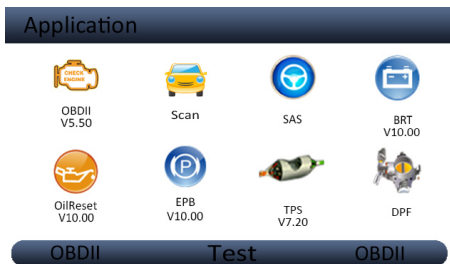 Application
CHECK
ENGINE
OBDII
V5.50
Scan
SAS
BRT
V10.00
OilReset
V10.00
P
EPB
V10.00
TPS
V7.20
DPF
OBDII Test OBDII